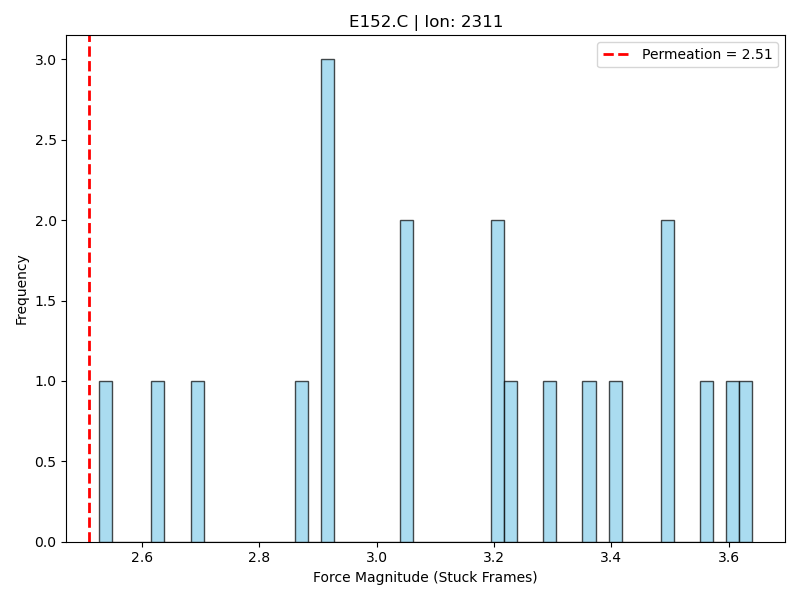 E152.C | Ion: 2311
Permeation = 2.51
3.0
2.5
2.0
1.5
1.0
0.5
0.0
Frequency
2.6 2.8 3.0 3.2 3.4 3.6
Force Magnitude (Stuck Frames)